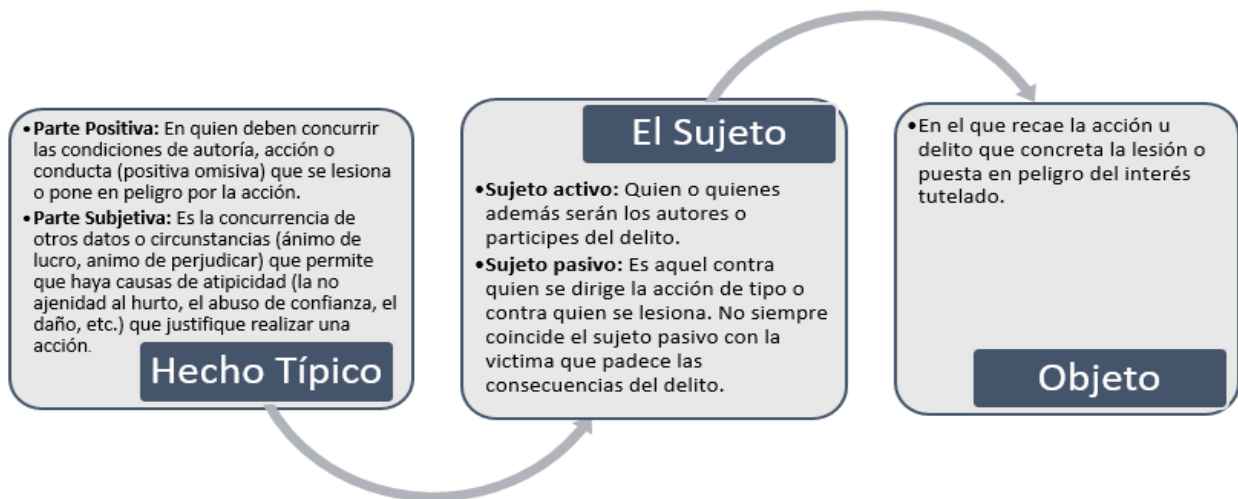 •Parte Positiva: En quien deben concurrir
las condiciones de autoría, acción o
conducta (positiva omisiva) que se lesiona
o pone en peligro por la acción.
•Parte Subjetiva: Es la concurrencia de
otros datos o circunstancias (ánimo de
lucro, animo de perjudicar) que permite
que haya causas de atipicidad (la no
ajenidad al hurto, el abuso de confianza, el
daño, etc.) que justifique realizar una
acción.
Hecho Típico
El Sujeto
•Sujeto activo: Quien o quienes
además serán los autores o
participes del delito.
•Sujeto pasivo: Es aquel contra
quien se dirige la acción de tipo o
contra quien se lesiona. No siempre
coincide el sujeto pasivo con la
victima que padece las
consecuencias del delito.
•En el que recae la acción u
delito que concreta la lesión o
puesta en peligro del interés
tutelado.
Objeto